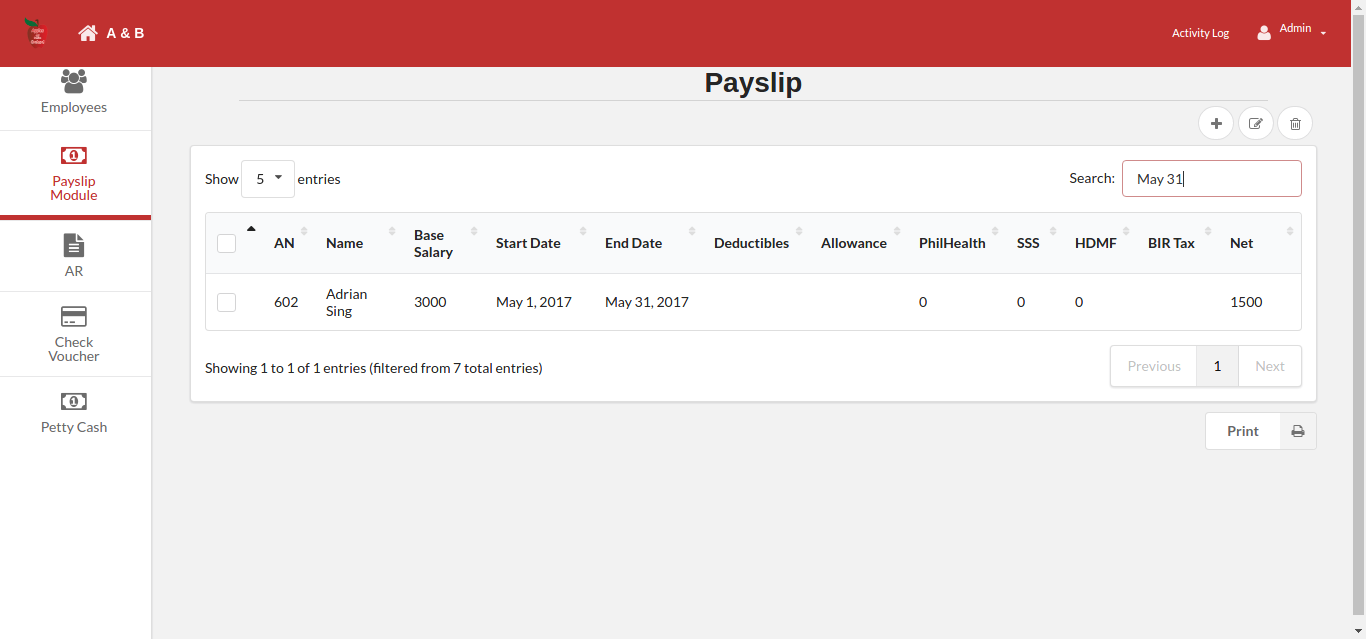 A & B
Activity Log
Admin
Employees
Payslip
Module
AR
Check
Voucher
Petty Cash
Payslip
Show 5 entries
Search: May 31
AN Name Base Salary Start Date End Date Deductibles Allowance PhilHealth SSS HDMF BIR Tax Net
602 Adrian Sing 3000 May 1, 2017 May 31, 2017 0 0 0 1500
Showing 1 to 1 of 1 entries (filtered from 7 total entries)
Previous 1 Next
Print